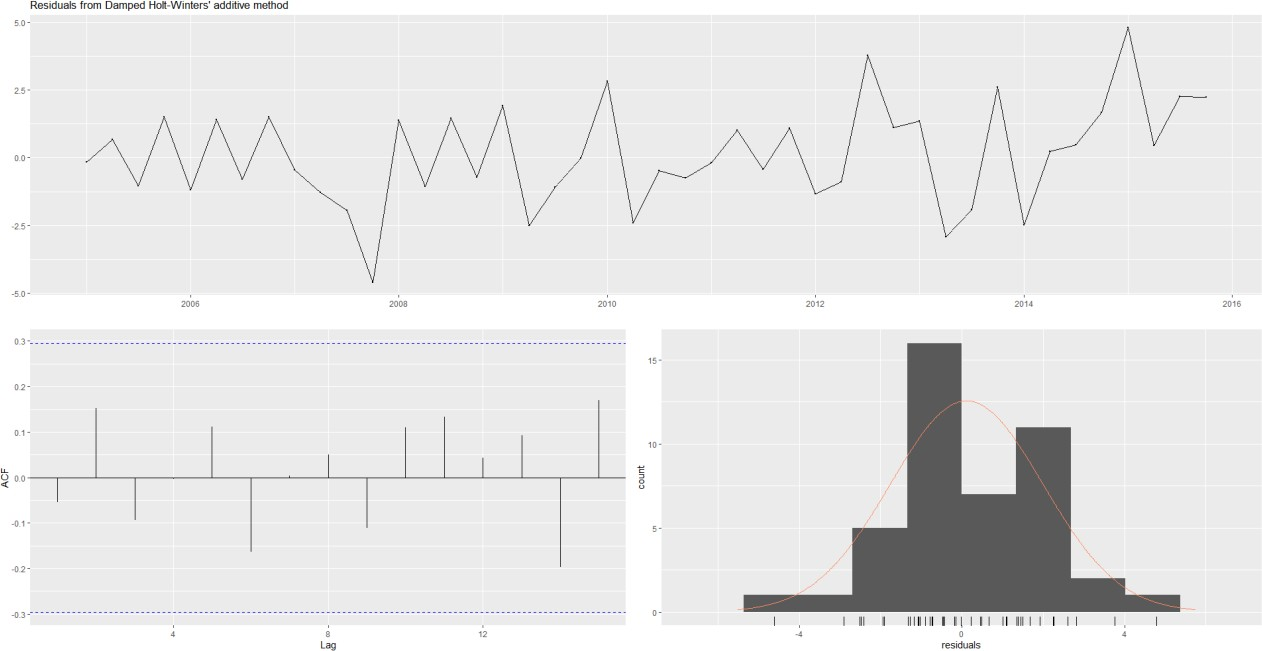 Residuals from Damped Holt-Winters' additive method
5.0
2.5
0.0
-2.5
-5.0
2006 2008 2010 2012 2014 2016
0.3
0.2
0.1
0.0
-0.1
-0.2
-0.3
ACF
4 8 12
Lag
15
10
5
0
count
-4 0 4
residuals